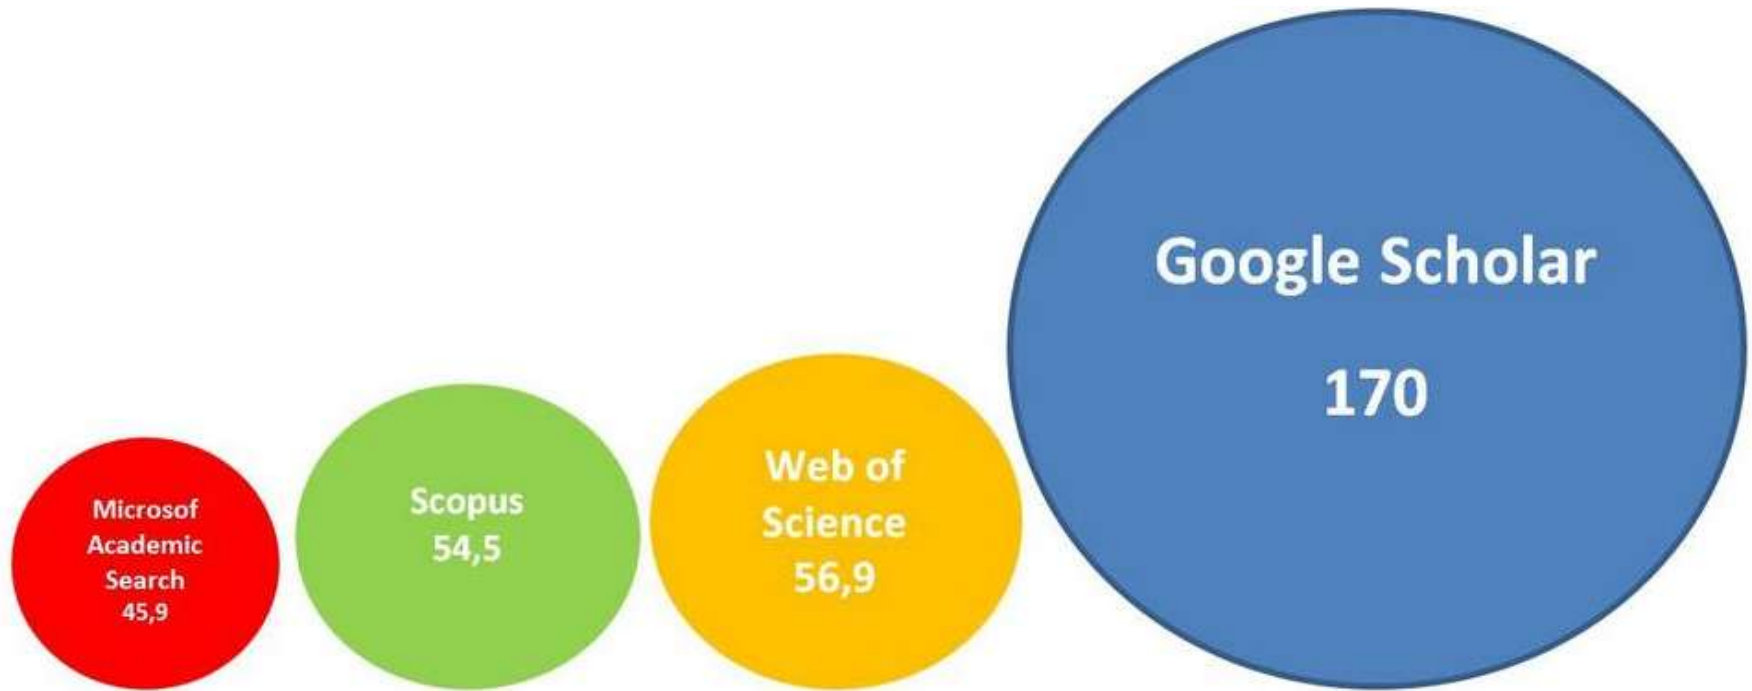 Microsof
Academic
Search
45,9
Scopus
54,5
Web of
Science
56,9
Google Scholar
170